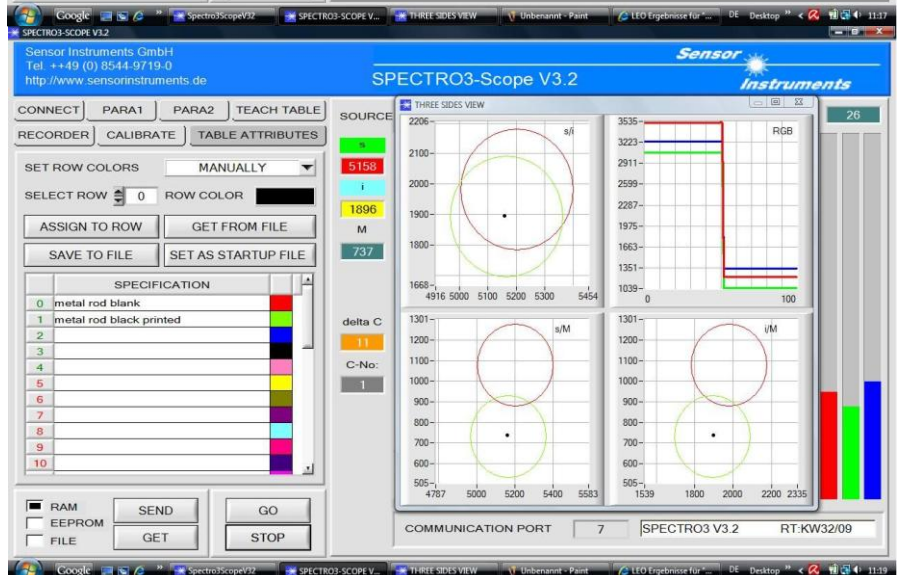 Google
Spectro3ScopeV32
SPECTRO3-SCOPE V...
THREE SIDES VIEW
Unbenannt - Paint
LEO Ergebnisse für "...
DE
Desktop
11:17
SPECTRO3-SCOPE V3.2
Sensor Instruments GmbH
Tel. ++49 (0) 8544-9719-0
http://www.sensorinstruments.de
SPECTRO3-Scope V3.2
Sensor
Instruments
CONNECT PARA1 PARA2 TEACH TABLE
RECORDER CALIBRATE TABLE ATTRIBUTES
SET ROW COLORS MANUALLY
SELECT ROW 0 ROW COLOR
ASSIGN TO ROW GET FROM FILE
SAVE TO FILE SET AS STARTUP FILE
SPECIFICATION
0 metal rod blank
1 metal rod black printed
2
3
4
5
6
7
8
9
10
RAM
EEPROM
FILE
SEND
GET
GO
STOP
SOURCE
s
5158
i
1896
M
737
delta C
11
C-No:
1
THREE SIDES VIEW
s/i
2206
2100
2000
1900
1800
1668
4916 5000 5100 5200 5300 5454
RGB
3535
3223
2911
2599
2287
1975
1663
1351
1039
0 100
s/M
1301
1200
1100
1000
900
800
700
600
505
4787 5000 5200 5400 5583
i/M
1301
1200
1100
1000
900
800
700
600
505
1539 1800 2000 2200 2335
26
COMMUNICATION PORT 7 SPECTRO3 V3.2 RT:KW32/09
Google
Spectro3ScopeV32
SPECTRO3-SCOPE V...
THREE SIDES VIEW
Unbenannt - Paint
LEO Ergebnisse für "...
DE
Desktop
11:19